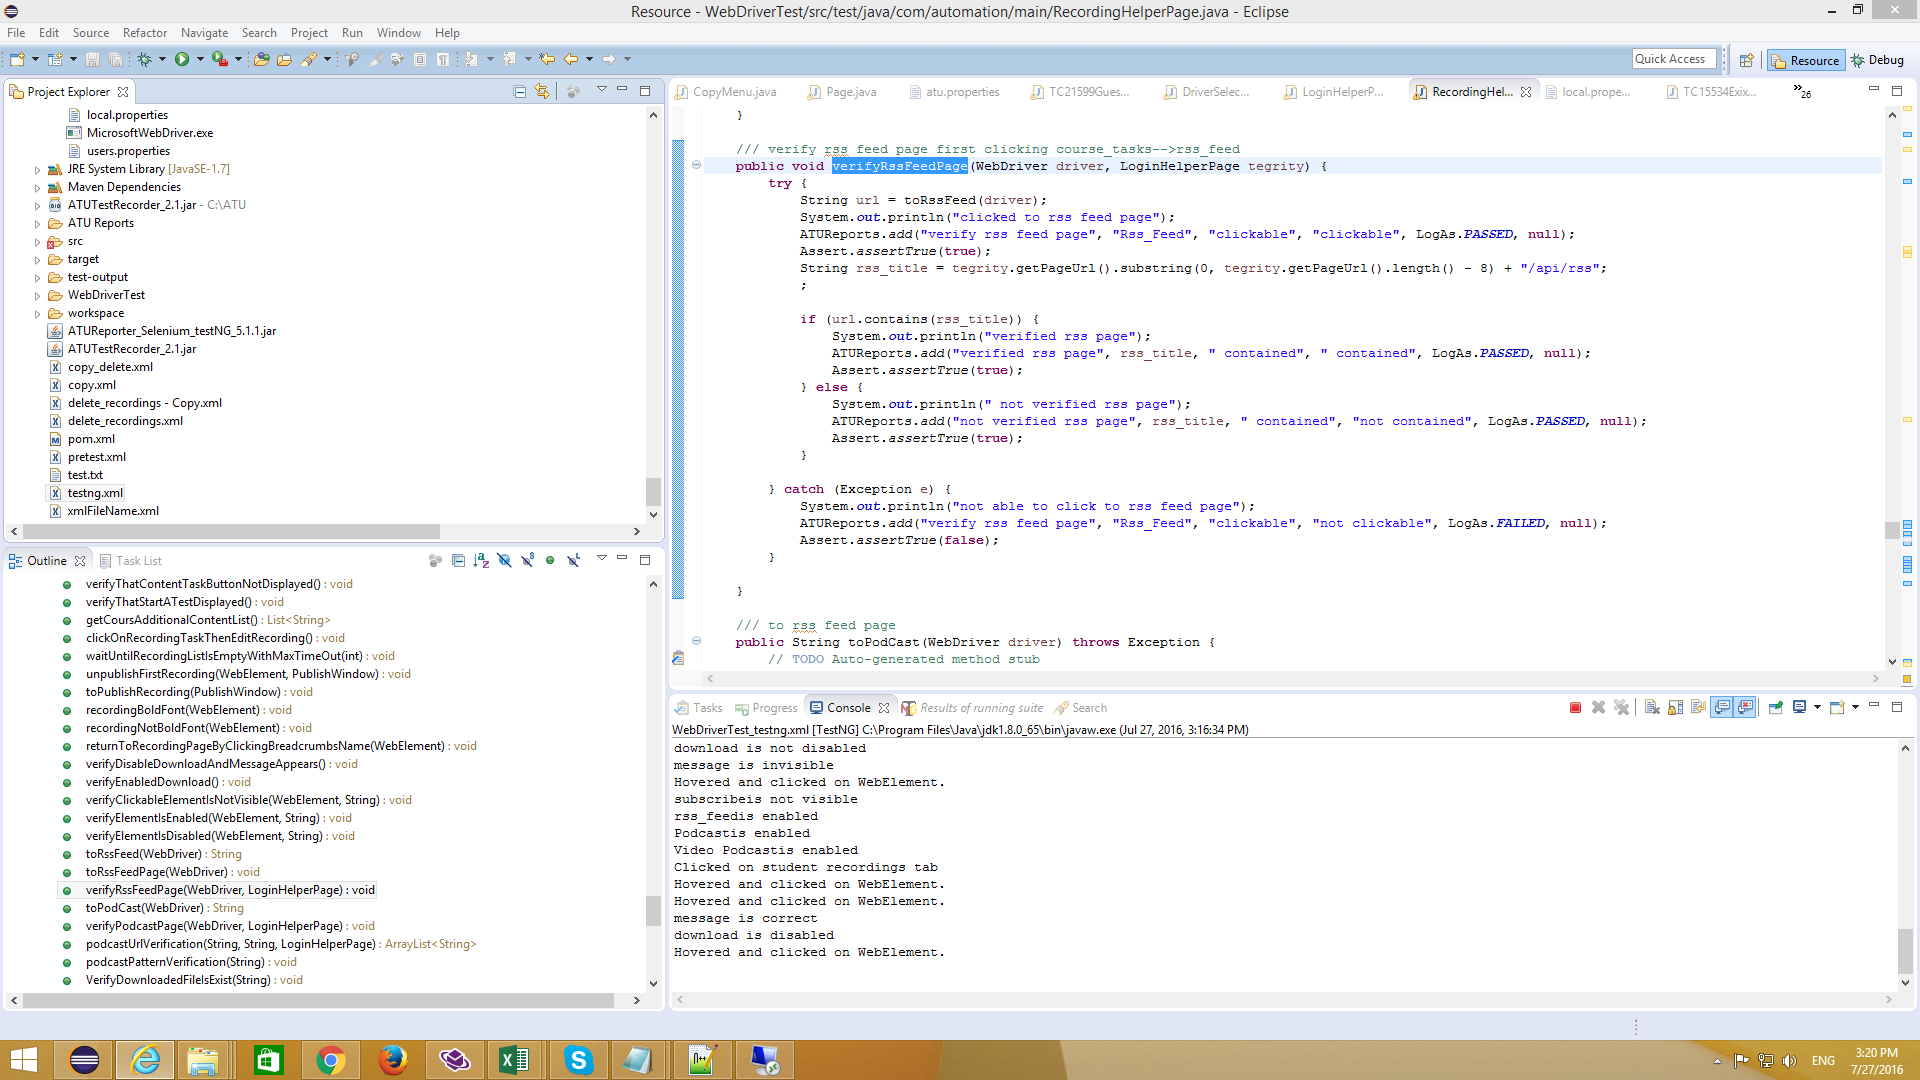 Resource - WebDriverTest/src/test/java/com/automation/main/RecordingHelperPage.java - Eclipse
File Edit Source Refactor Navigate Search Project Run Window Help
Quick Access
Resource
Debug
Project Explorer
local.properties
MicrosoftWebDriver.exe
users.properties
JRE System Library [JavaSE-1.7]
Maven Dependencies
ATUTestRecorder_2.1.jar - C:\ATU
ATU Reports
src
target
test-output
WebDriverTest
workspace
ATUReporter_Selenium_testNG_5.1.1.jar
ATUTestRecorder_2.1.jar
copy_delete.xml
copy.xml
delete_recordings - Copy.xml
delete_recordings.xml
pom.xml
pretest.xml
test.txt
testng.xml
xmlFileName.xml
Outline
Task List
verifyThatContentTaskButtonNotDisplayed() : void
verifyThatStartATestDisplayed() : void
getCoursAdditionalContentList() : List<String>
clickOnRecordingTaskThenEditRecording() : void
waitUntilRecordingListIsEmptyWithMaxTimeOut(int) : void
unpublishFirstRecording(WebElement, PublishWindow) : void
toPublishRecording(PublishWindow) : void
recordingBoldFont(WebElement) : void
recordingNotBoldFont(WebElement) : void
returnToRecordingPageByClickingBreadcrumbsName(WebElement) : void
verifyDisableDownloadAndMessageAppears() : void
verifyEnabledDownload() : void
verifyClickableElementIsNotVisible(WebElement, String) : void
verifyElementIsEnabled(WebElement, String) : void
verifyElementIsDisabled(WebElement, String) : void
toRssFeed(WebDriver) : String
toRssFeedPage(WebDriver) : void
verifyRssFeedPage(WebDriver, LoginHelperPage) : void
toPodCast(WebDriver) : String
verifyPodcastPage(WebDriver, LoginHelperPage) : void
podcastUrlVerification(String, String, LoginHelperPage) : ArrayList<String>
podcastPatternVerification(String) : void
VerifyDownloadedFileIsExist(String) : void
CopyMenu.java
Page.java
atu.properties
TC21599Gues...
DriverSelec...
LoginHelperP...
RecordingHel...
local.prope...
TC15534Exix...
»26
}
/// verify rss feed page first clicking course_tasks-->rss_feed
public void verifyRssFeedPage(WebDriver driver, LoginHelperPage tegrity) {
try {
String url = toRssFeed(driver);
System.out.println("clicked to rss feed page");
ATUReports.add("verify rss feed page", "Rss_Feed", "clickable", "clickable", LogAs.PASSED, null);
Assert.assertTrue(true);
String rss_title = tegrity.getPageUrl().substring(0, tegrity.getPageUrl().length() - 8) + "/api/rss";
;
if (url.contains(rss_title)) {
System.out.println("verified rss page");
ATUReports.add("verified rss page", rss_title, " contained", " contained", LogAs.PASSED, null);
Assert.assertTrue(true);
} else {
System.out.println(" not verified rss page");
ATUReports.add("not verified rss page", rss_title, " contained", "not contained", LogAs.PASSED, null);
Assert.assertTrue(true);
}
} catch (Exception e) {
System.out.println("not able to click to rss feed page");
ATUReports.add("verify rss feed page", "Rss_Feed", "clickable", "not clickable", LogAs.FAILED, null);
Assert.assertTrue(false);
}
}
/// to rss feed page
public String toPodCast(WebDriver driver) throws Exception {
// TODO Auto-generated method stub
Tasks
Progress
Console
Results of running suite
Search
WebDriverTest_testng.xml [TestNG] C:\Program Files\Java\jdk1.8.0_65\bin\javaw.exe (Jul 27, 2016, 3:16:34 PM)
download is not disabled
message is invisible
Hovered and clicked on WebElement.
subscribeis not visible
rss_feedis enabled
Podcastis enabled
Video Podcastis enabled
Clicked on student recordings tab
Hovered and clicked on WebElement.
Hovered and clicked on WebElement.
message is correct
download is disabled
Hovered and clicked on WebElement.
ENG
3:20 PM
7/27/2016